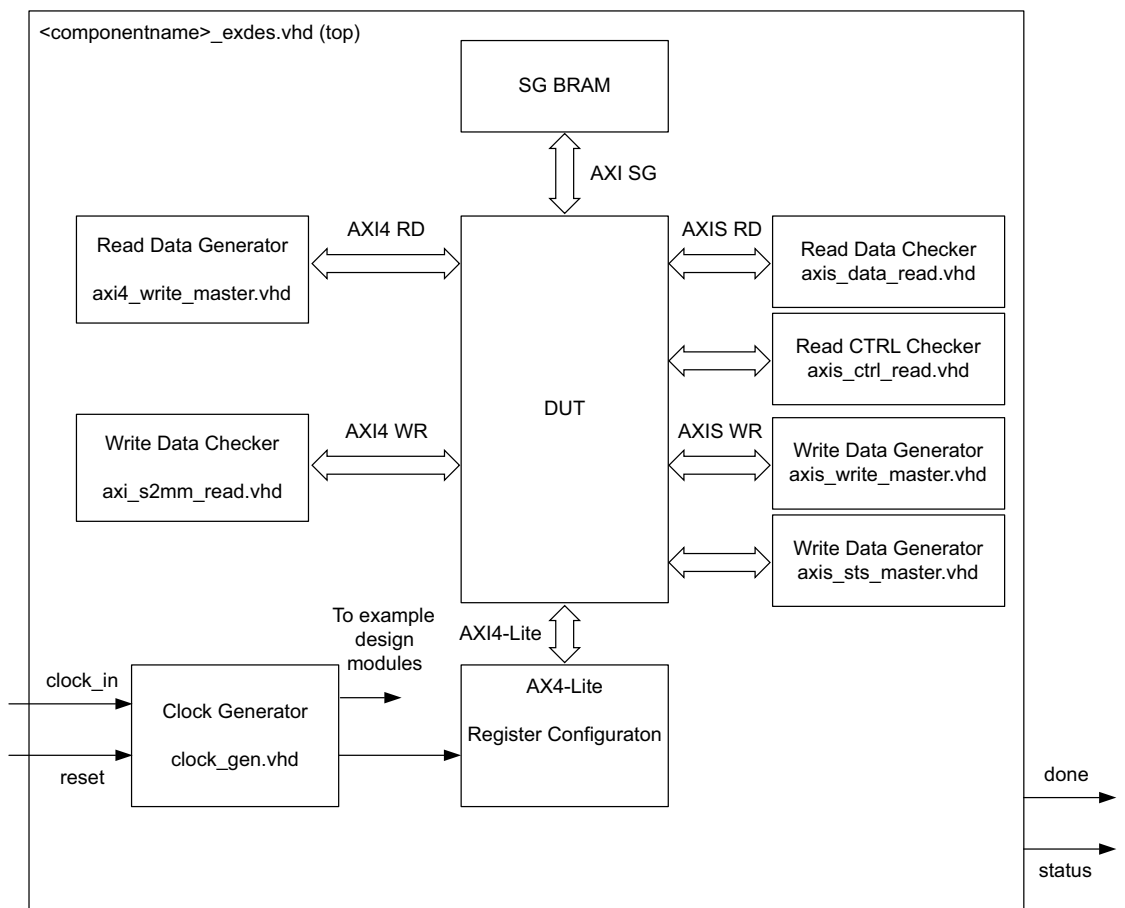 <componentname>_exdes.vhd (top)
SG BRAM
AXI SG
Read Data Generator
axi4_write_master.vhd
AXI4 RD
AXIS RD
Read Data Checker
axis_data_read.vhd
Read CTRL Checker
axis_ctrl_read.vhd
DUT
Write Data Checker
axi_s2mm_read.vhd
AXI4 WR
AXIS WR
Write Data Generator
axis_write_master.vhd
Write Data Generator
axis_sts_master.vhd
To example
design
modules
AXI4-Lite
clock_in
reset
Clock Generator
clock_gen.vhd
AX4-Lite
Register Configuraton
done
status